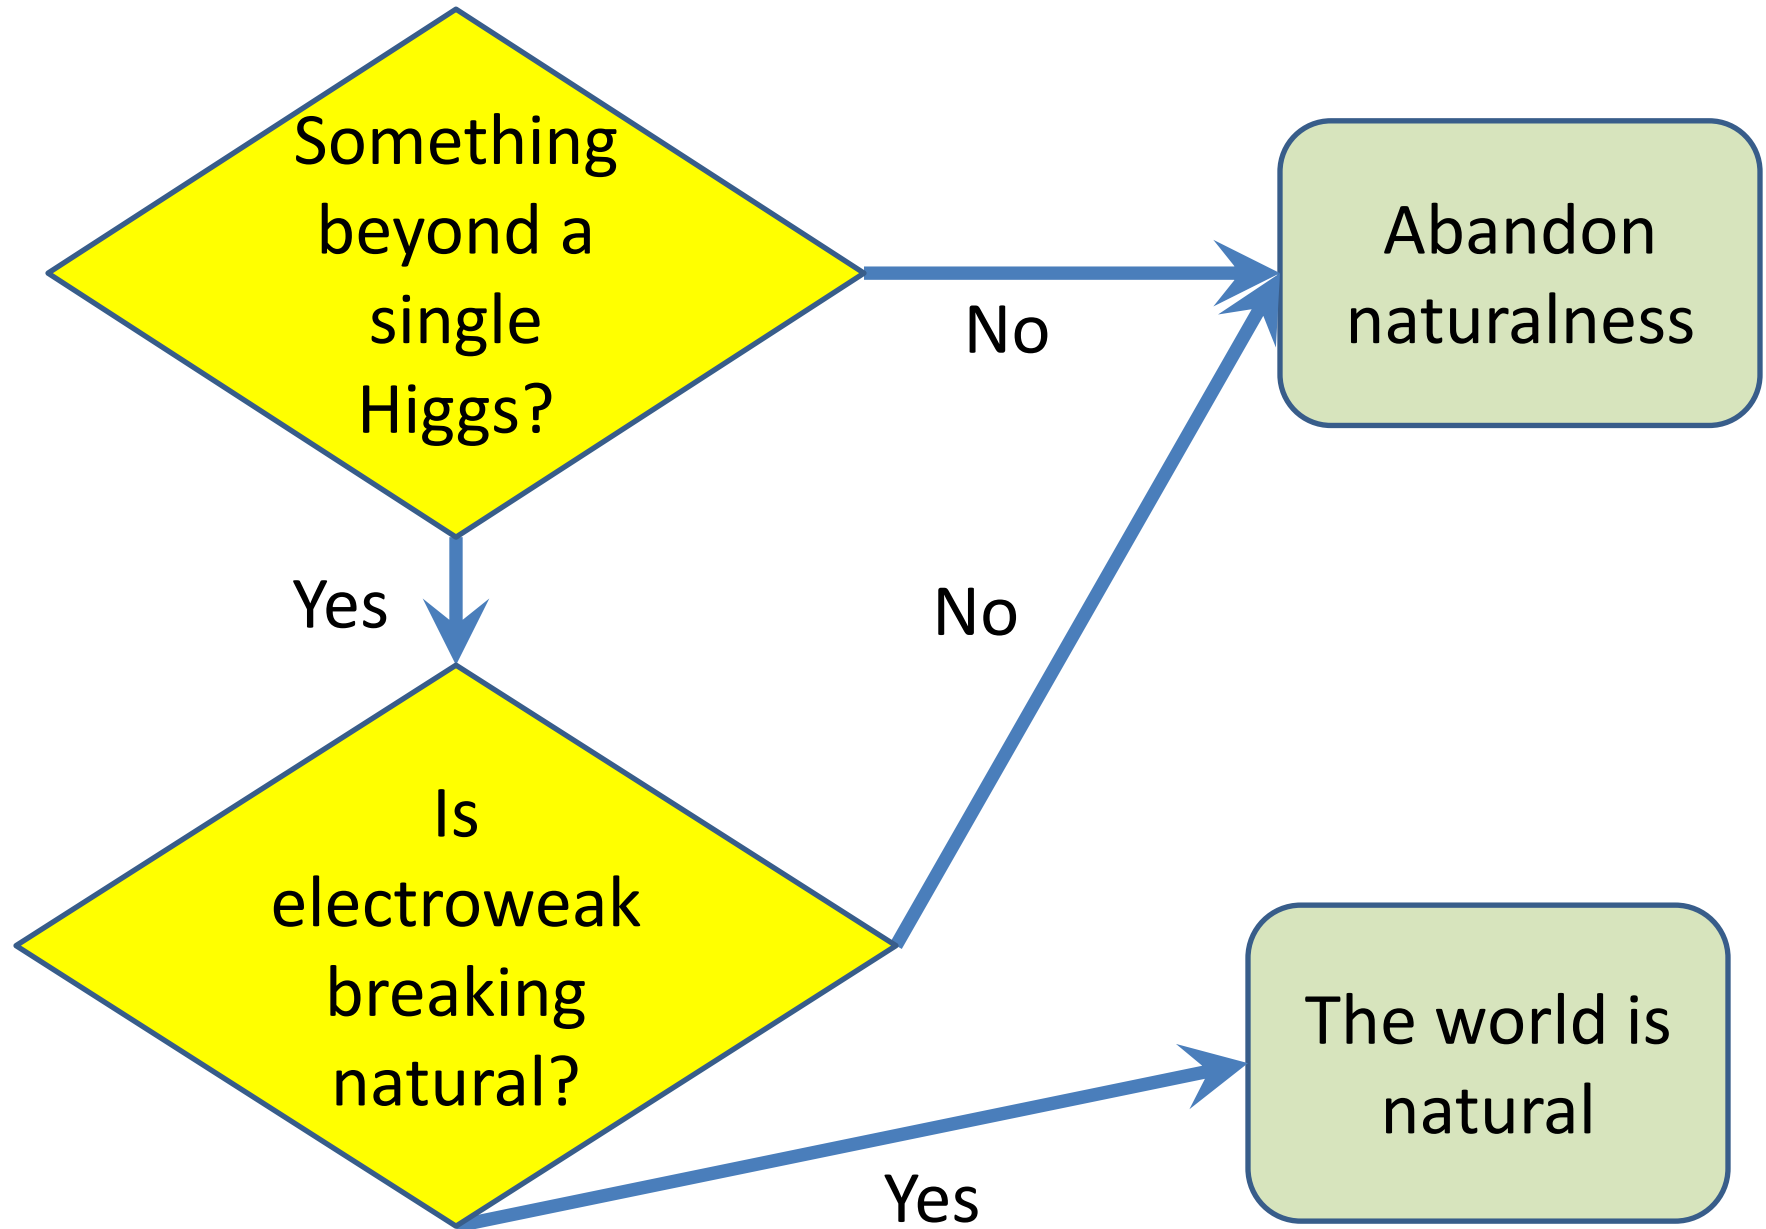 Something
beyond a
single
Higgs?
No
Abandon
naturalness
Yes
No
Is
electroweak
breaking
natural?
Yes
The world is
natural